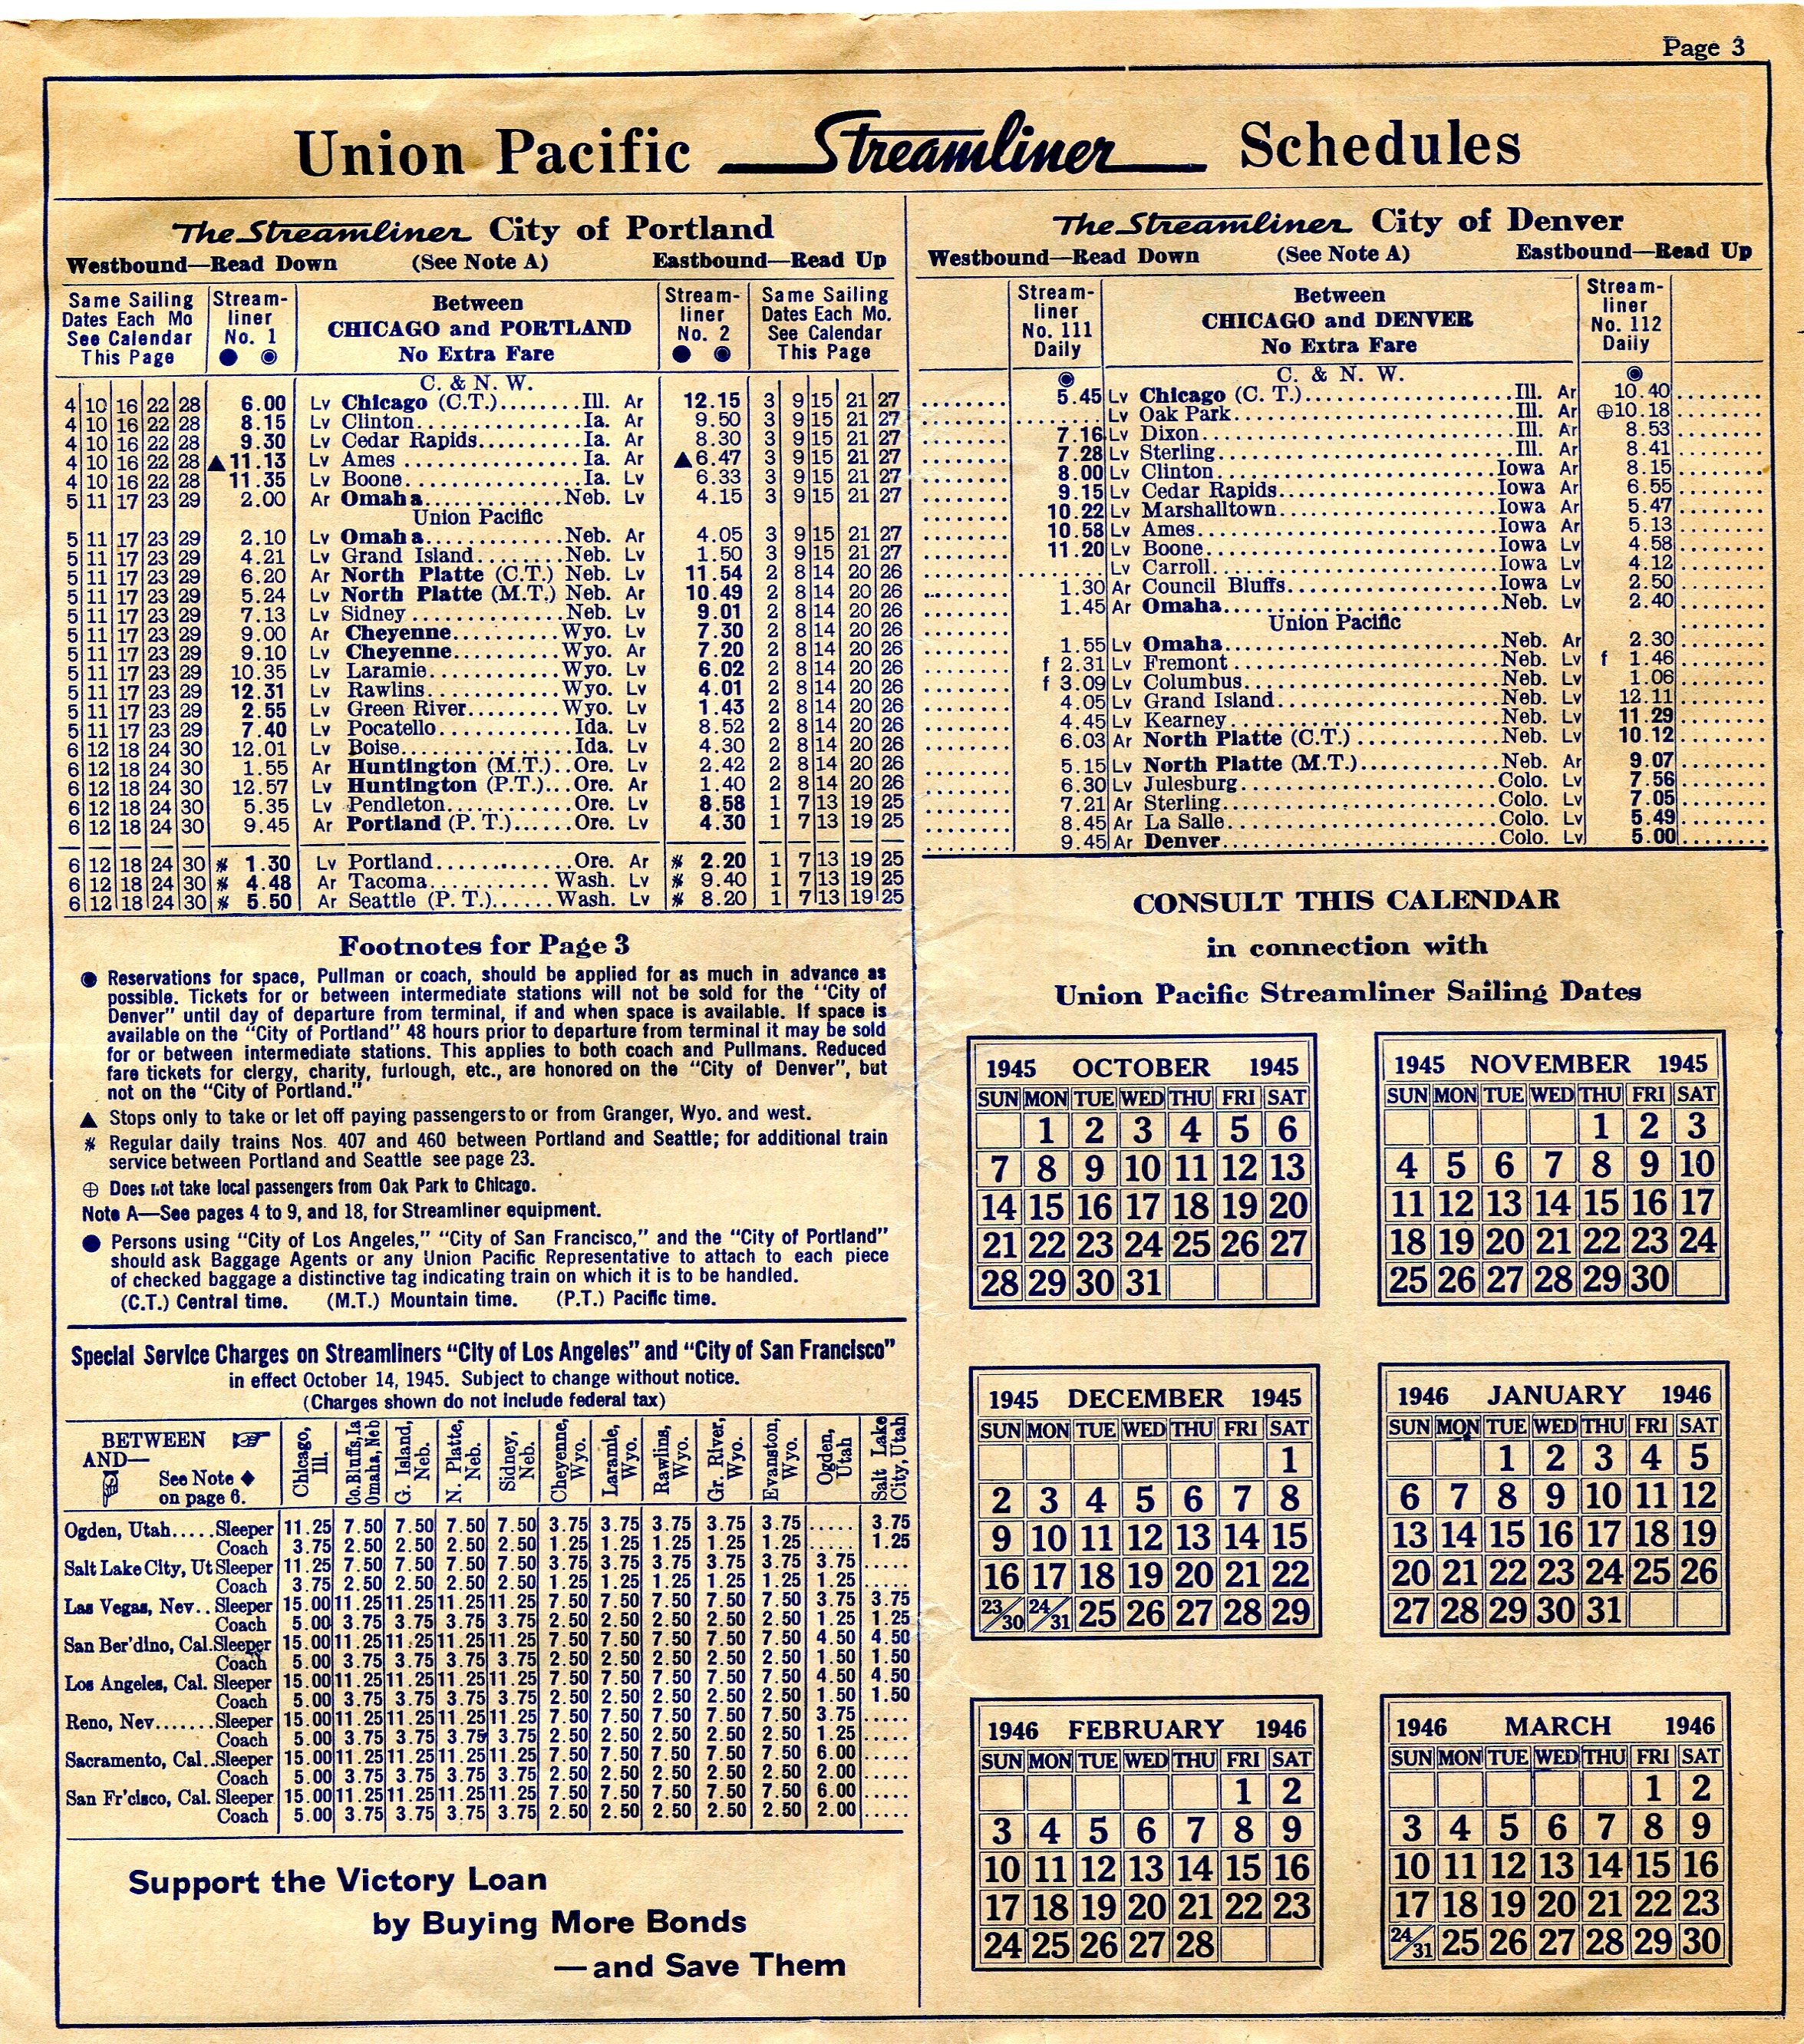 Page 3
Union Pacific Streamliner Schedules
The Streamliner City of Portland
Westbound—Read Down (See Note A) Eastbound—Read Up
Same Sailing Dates Each Mo See Calendar This Page
Stream-liner No. 1
Between
CHICAGO and PORTLAND
No Extra Fare
Stream-liner No. 2
Same Sailing Dates Each Mo. See Calendar This Page
C. & N. W.
4 10 16 22 28 6.00 Lv Chicago (C.T.)........Ill. Ar 12.15 3 9 15 21 27
4 10 16 22 28 8.15 Lv Clinton..........Ia. Ar 9.50 3 9 15 21 27
4 10 16 22 28 9.30 Lv Cedar Rapids..........Ia. Ar 8.30 3 9 15 21 27
4 10 16 22 28 ▲11.13 Lv Ames..........Ia. Ar ▲6.47 3 9 15 21 27
4 10 16 22 28 11.35 Lv Boone..........Ia. Lv 6.33 3 9 15 21 27
5 11 17 23 29 2.00 Ar Omaha..........Neb. Lv 4.15 3 9 15 21 27
Union Pacific
5 11 17 23 29 2.10 Lv Omaha..........Neb. Ar 4.05 3 9 15 21 27
5 11 17 23 29 4.21 Lv Grand Island........Neb. Lv 1.50 3 9 15 21 27
5 11 17 23 29 6.20 Ar North Platte (C.T.) Neb. Lv 11.54 2 8 14 20 26
5 11 17 23 29 5.24 Lv North Platte (M.T.) Neb. Ar 10.49 2 8 14 20 26
5 11 17 23 29 7.13 Lv Sidney..........Neb. Lv 9.01 2 8 14 20 26
5 11 17 23 29 9.00 Ar Cheyenne..........Wyo. Lv 7.30 2 8 14 20 26
5 11 17 23 29 9.10 Lv Cheyenne..........Wyo. Ar 7.20 2 8 14 20 26
5 11 17 23 29 10.35 Lv Laramie..........Wyo. Lv 6.02 2 8 14 20 26
5 11 17 23 29 12.31 Lv Rawlins..........Wyo. Lv 4.01 2 8 14 20 26
5 11 17 23 29 2.55 Lv Green River........Wyo. Lv 1.43 2 8 14 20 26
5 11 17 23 29 7.40 Lv Pocatello..........Ida. Lv 8.52 2 8 14 20 26
6 12 18 24 30 12.01 Lv Boise..........Ida. Lv 4.30 2 8 14 20 26
6 12 18 24 30 1.55 Ar Huntington (M.T.)..Ore. Lv 2.42 2 8 14 20 26
6 12 18 24 30 12.57 Lv Huntington (P.T.)...Ore. Ar 1.40 2 8 14 20 26
6 12 18 24 30 5.35 Lv Pendleton..........Ore. Lv 8.58 1 7 13 19 25
6 12 18 24 30 9.45 Ar Portland (P.T.)......Ore. Lv 4.30 1 7 13 19 25
6 12 18 24 30 ※ 1.30 Lv Portland..........Ore. Ar ※ 2.20 1 7 13 19 25
6 12 18 24 30 ※ 4.48 Ar Tacoma..........Wash. Lv ※ 9.40 1 7 13 19 25
6 12 18 24 30 ※ 5.50 Ar Seattle (P.T.)......Wash. Lv ※ 8.20 1 7 13 19 25
Footnotes for Page 3
◉ Reservations for space, Pullman or coach, should be applied for as much in advance as
possible. Tickets for or between intermediate stations will not be sold for the "City of
Denver" until day of departure from terminal, if and when space is available. If space is
available on the "City of Portland" 48 hours prior to departure from terminal it may be sold
for or between intermediate stations. This applies to both coach and Pullmans. Reduced
fare tickets for clergy, charity, furlough, etc., are honored on the "City of Denver", but
not on the "City of Portland."
▲ Stops only to take or let off paying passengers to or from Granger, Wyo. and west.
※ Regular daily trains Nos. 407 and 460 between Portland and Seattle; for additional train
service between Portland and Seattle see page 23.
⊕ Does not take local passengers from Oak Park to Chicago.
Note A—See pages 4 to 9, and 18, for Streamliner equipment.
● Persons using "City of Los Angeles," "City of San Francisco," and the "City of Portland"
should ask Baggage Agents or any Union Pacific Representative to attach to each piece
of checked baggage a distinctive tag indicating train on which it is to be handled.
(C.T.) Central time. (M.T.) Mountain time. (P.T.) Pacific time.
Special Service Charges on Streamliners "City of Los Angeles" and "City of San Francisco"
in effect October 14, 1945. Subject to change without notice.
(Charges shown do not include federal tax)
BETWEEN
AND—
See Note ♦
on page 6.
Chicago, Ill.
Co. Bluffs, Ia Omaha, Neb
G. Island, Neb.
N. Platte, Neb.
Sidney, Neb.
Cheyenne, Wyo.
Laramie, Wyo.
Rawlins, Wyo.
Gr. River, Wyo.
Evanston, Wyo.
Ogden, Utah
Salt Lake City, Utah
Ogden, Utah.....Sleeper 11.25 7.50 7.50 7.50 7.50 3.75 3.75 3.75 3.75 3.75 ..... 3.75
Coach 3.75 2.50 2.50 2.50 2.50 1.25 1.25 1.25 1.25 1.25 ..... 1.25
Salt Lake City, Ut Sleeper 11.25 7.50 7.50 7.50 7.50 3.75 3.75 3.75 3.75 3.75 3.75 .....
Coach 3.75 2.50 2.50 2.50 2.50 1.25 1.25 1.25 1.25 1.25 1.25 .....
Las Vegas, Nev..Sleeper 15.00 11.25 11.25 11.25 11.25 7.50 7.50 7.50 7.50 7.50 3.75 3.75
Coach 5.00 3.75 3.75 3.75 3.75 2.50 2.50 2.50 2.50 2.50 1.25 1.25
San Ber'dino, Cal.Sleeper 15.00 11.25 11.25 11.25 11.25 7.50 7.50 7.50 7.50 7.50 4.50 4.50
Coach 5.00 3.75 3.75 3.75 3.75 2.50 2.50 2.50 2.50 2.50 1.50 1.50
Los Angeles, Cal. Sleeper 15.00 11.25 11.25 11.25 11.25 7.50 7.50 7.50 7.50 7.50 4.50 4.50
Coach 5.00 3.75 3.75 3.75 3.75 2.50 2.50 2.50 2.50 2.50 1.50 1.50
Reno, Nev.......Sleeper 15.00 11.25 11.25 11.25 11.25 7.50 7.50 7.50 7.50 7.50 3.75 .....
Coach 5.00 3.75 3.75 3.75 3.75 2.50 2.50 2.50 2.50 2.50 1.25 .....
Sacramento, Cal..Sleeper 15.00 11.25 11.25 11.25 11.25 7.50 7.50 7.50 7.50 7.50 6.00 .....
Coach 5.00 3.75 3.75 3.75 3.75 2.50 2.50 2.50 2.50 2.50 2.00 .....
San Fr'cisco, Cal. Sleeper 15.00 11.25 11.25 11.25 11.25 7.50 7.50 7.50 7.50 7.50 6.00 .....
Coach 5.00 3.75 3.75 3.75 3.75 2.50 2.50 2.50 2.50 2.50 2.00 .....
Support the Victory Loan
by Buying More Bonds
—and Save Them
The Streamliner City of Denver
Westbound—Read Down (See Note A) Eastbound—Read Up
Stream-liner No. 111 Daily
Between
CHICAGO and DENVER
No Extra Fare
Stream-liner No. 112 Daily
C. & N. W.
5.45 Lv Chicago (C. T.)..........Ill. Ar 10.40
Lv Oak Park..........Ill. Ar ⊕10.18
7.16 Lv Dixon..........Ill. Ar 8.53
7.28 Lv Sterling..........Ill. Ar 8.41
8.00 Lv Clinton..........Iowa Ar 8.15
9.15 Lv Cedar Rapids..........Iowa Ar 6.55
10.22 Lv Marshalltown..........Iowa Ar 5.47
10.58 Lv Ames..........Iowa Ar 5.13
11.20 Lv Boone..........Iowa Lv 4.58
Lv Carroll..........Iowa Lv 4.12
1.30 Ar Council Bluffs..........Iowa Lv 2.50
1.45 Ar Omaha..........Neb. Lv 2.40
Union Pacific
1.55 Lv Omaha..........Neb. Ar 2.30
f 2.31 Lv Fremont..........Neb. Lv f 1.46
f 3.09 Lv Columbus..........Neb. Lv 1.06
4.05 Lv Grand Island..........Neb. Lv 12.11
4.45 Lv Kearney..........Neb. Lv 11.29
6.03 Ar North Platte (C.T.)..........Neb. Lv 10.12
5.15 Lv North Platte (M.T.)..........Neb. Ar 9.07
6.30 Lv Julesburg..........Colo. Lv 7.56
7.21 Ar Sterling..........Colo. Lv 7.05
8.45 Ar La Salle..........Colo. Lv 5.49
9.45 Ar Denver..........Colo. Lv 5.00
CONSULT THIS CALENDAR
in connection with
Union Pacific Streamliner Sailing Dates
1945 OCTOBER 1945
SUN MON TUE WED THU FRI SAT
1 2 3 4 5 6
7 8 9 10 11 12 13
14 15 16 17 18 19 20
21 22 23 24 25 26 27
28 29 30 31
1945 NOVEMBER 1945
SUN MON TUE WED THU FRI SAT
1 2 3
4 5 6 7 8 9 10
11 12 13 14 15 16 17
18 19 20 21 22 23 24
25 26 27 28 29 30
1945 DECEMBER 1945
SUN MON TUE WED THU FRI SAT
1
2 3 4 5 6 7 8
9 10 11 12 13 14 15
16 17 18 19 20 21 22
23/30 24/31 25 26 27 28 29
1946 JANUARY 1946
SUN MON TUE WED THU FRI SAT
1 2 3 4 5
6 7 8 9 10 11 12
13 14 15 16 17 18 19
20 21 22 23 24 25 26
27 28 29 30 31
1946 FEBRUARY 1946
SUN MON TUE WED THU FRI SAT
1 2
3 4 5 6 7 8 9
10 11 12 13 14 15 16
17 18 19 20 21 22 23
24 25 26 27 28
1946 MARCH 1946
SUN MON TUE WED THU FRI SAT
1 2
3 4 5 6 7 8 9
10 11 12 13 14 15 16
17 18 19 20 21 22 23
24/31 25 26 27 28 29 30